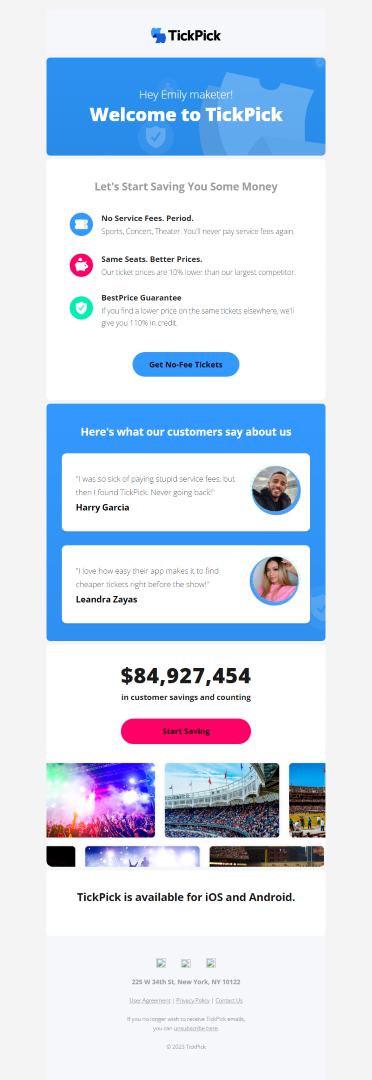 TickPick
Hey Emily maketer!
Welcome to TickPick
Let's Start Saving You Some Money
No Service Fees. Period.
Sports, Concert, Theater. You'll never pay service fees again.
Same Seats. Better Prices.
Our ticket prices are 10% lower than our largest competitor.
BestPrice Guarantee
If you find a lower price on the same tickets elsewhere, we'll
give you 110% in credit.
Get No-Fee Tickets
Here's what our customers say about us
"I was so sick of paying stupid service fees, but
then I found TickPick. Never going back!"
Harry Garcia
"I love how easy their app makes it to find
cheaper tickets right before the show!"
Leandra Zayas
$84,927,454
in customer savings and counting
Start Saving
TickPick is available for iOS and Android.
225 W 34th St, New York, NY 10122
User Agreement | Privacy Policy | Contact Us
If you no longer wish to receive TickPick emails,
you can unsubscribe here.
© 2023 TickPick